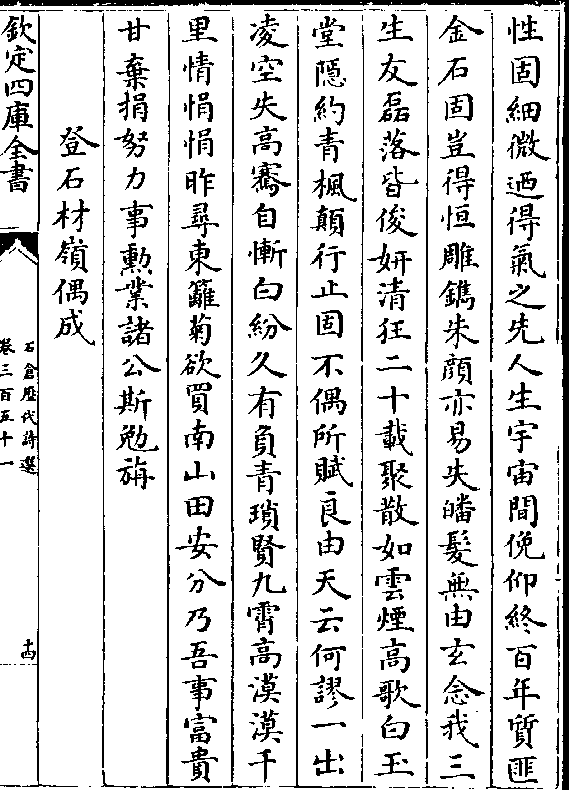 性固細微迺得氣之先人生宇宙間俛仰終百年質匪
金石固豈得恒雕鐫朱顔亦易失皤髮無由玄念我三
生友磊落皆俊妍清狂二十載聚散如雲煙高歌白玉
堂隱約青楓顛行止固不偶所賦良由天云何謬一出
凌空失高騫自慚白紛久有負青瑣賢九霄高漠漠千
里情悁悁昨尋東籬菊欲買南山田安分乃吾事富貴
甘棄捐努力事勲業諸公斯勉旃
登石材嶺偶成
欽定四庫全書
石倉歴代詩選
卷三百五十一
十四